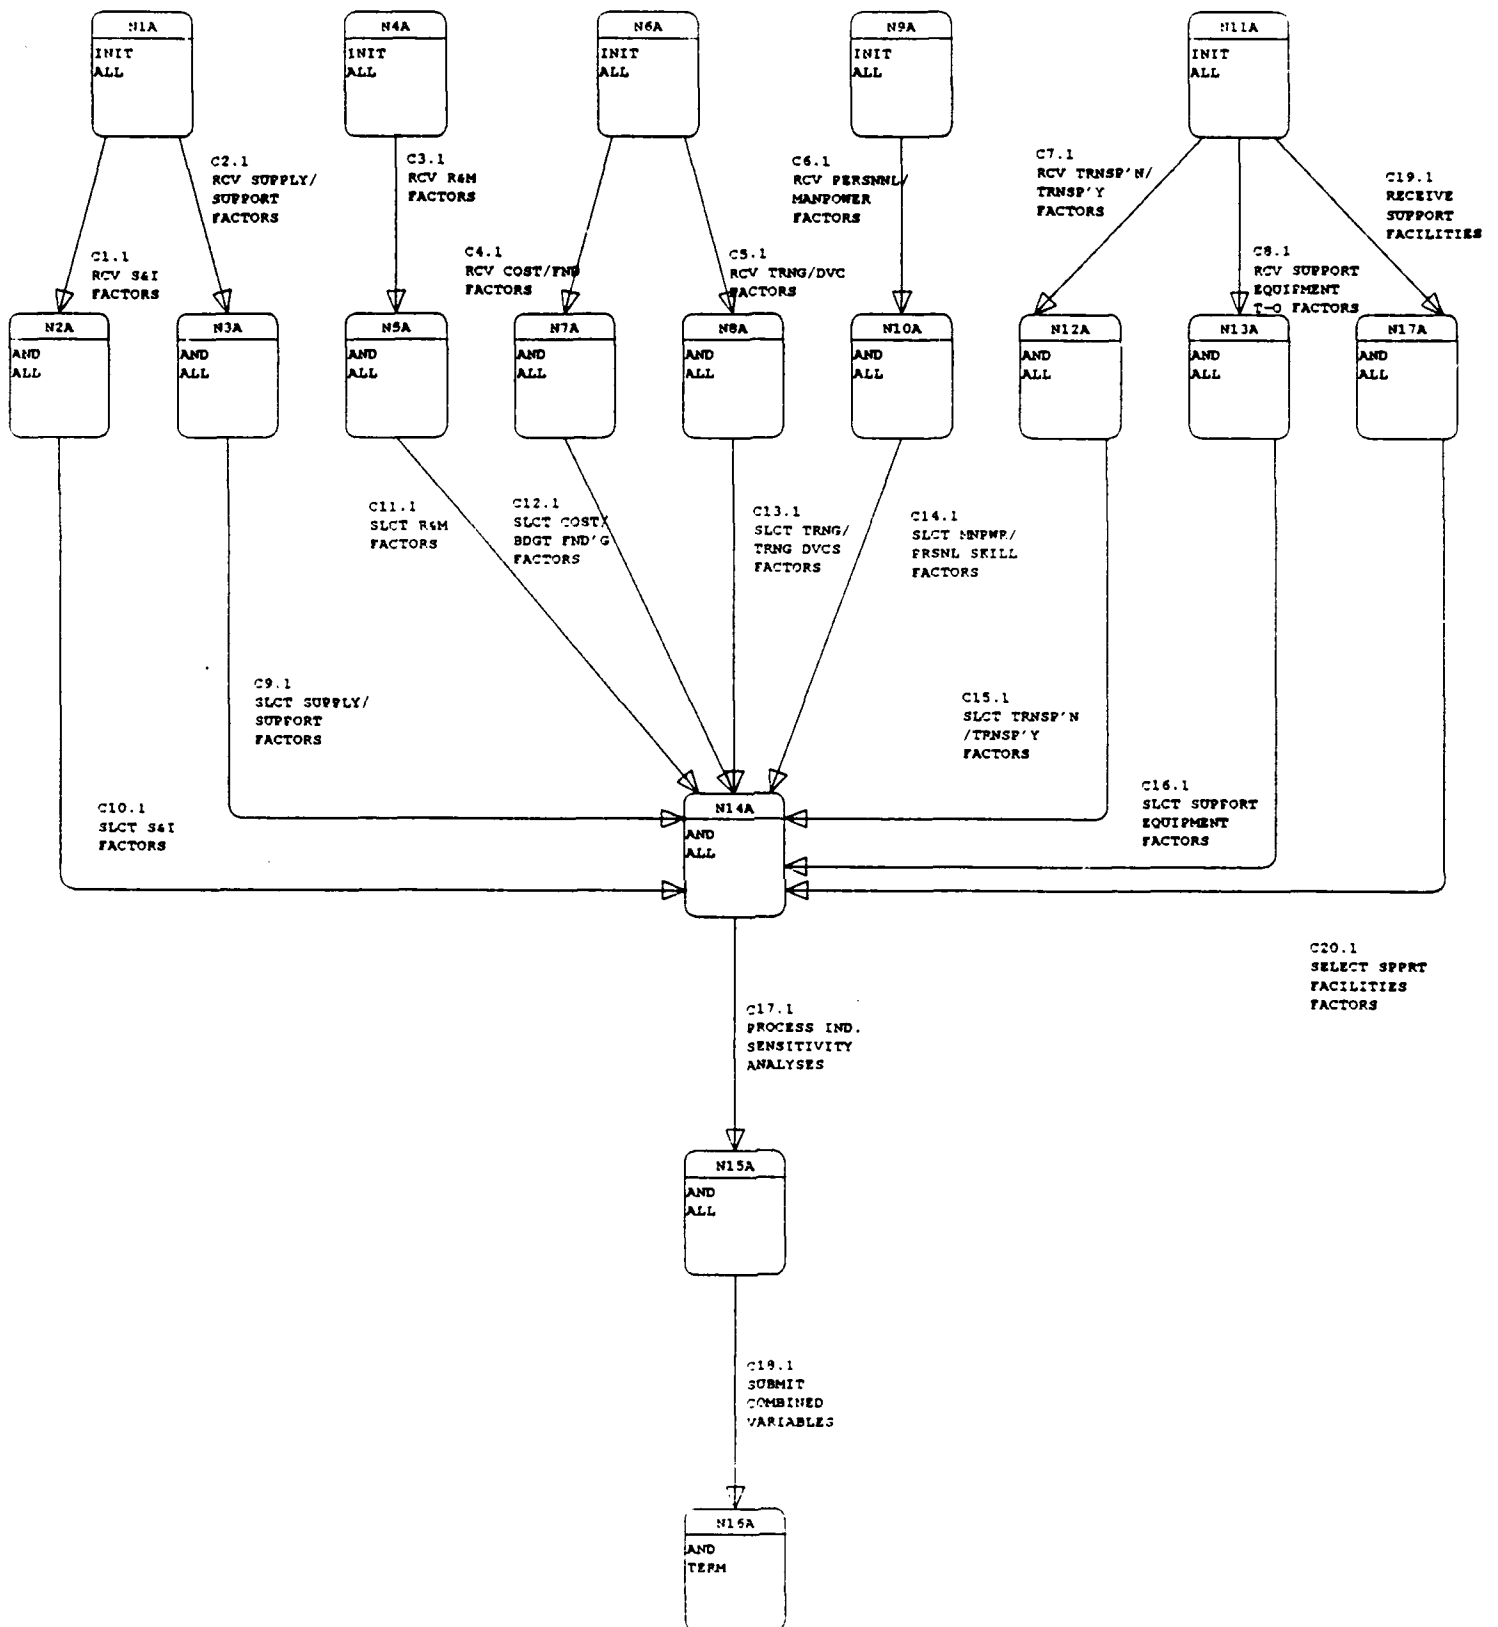 N1A
INIT
ALL
N4A
INIT
ALL
N6A
INIT
ALL
N9A
INIT
ALL
N11A
INIT
ALL
C2.1
RCV SUPPLY/
SUPPORT
FACTORS
C3.1
RCV R&M
FACTORS
C6.1
RCV PERSNNL/
MANPOWER
FACTORS
C7.1
RCV TRNSP'N/
TRNSP'Y
FACTORS
C19.1
RECEIVE
SUPPORT
FACILITIES
C1.1
RCV S&I
FACTORS
C4.1
RCV COST/FND
FACTORS
C5.1
RCV TRNG/DVC
FACTORS
C8.1
RCV SUPPORT
EQUIPMENT
T-O FACTORS
N2A
AND
ALL
N3A
AND
ALL
N5A
AND
ALL
N7A
AND
ALL
N8A
AND
ALL
N10A
AND
ALL
N12A
AND
ALL
N13A
AND
ALL
N17A
AND
ALL
C11.1
SLCT R&M
FACTORS
C12.1
SLCT COST/
BDGT FND'G
FACTORS
C13.1
SLCT TRNG/
TRNG DVCS
FACTORS
C14.1
SLCT MNPWR/
PRSNL SKILL
FACTORS
C9.1
SLCT SUPPLY/
SUPPORT
FACTORS
C15.1
SLCT TRNSP'N
/TRNSP'Y
FACTORS
C10.1
SLCT S&I
FACTORS
N14A
AND
ALL
C16.1
SLCT SUPPORT
EQUIPMENT
FACTORS
C20.1
SELECT SPPRT
FACILITIES
FACTORS
C17.1
PROCESS IND.
SENSITIVITY
ANALYSES
N15A
AND
ALL
C18.1
SUBMIT
COMBINED
VARIABLES
N16A
AND
TERM